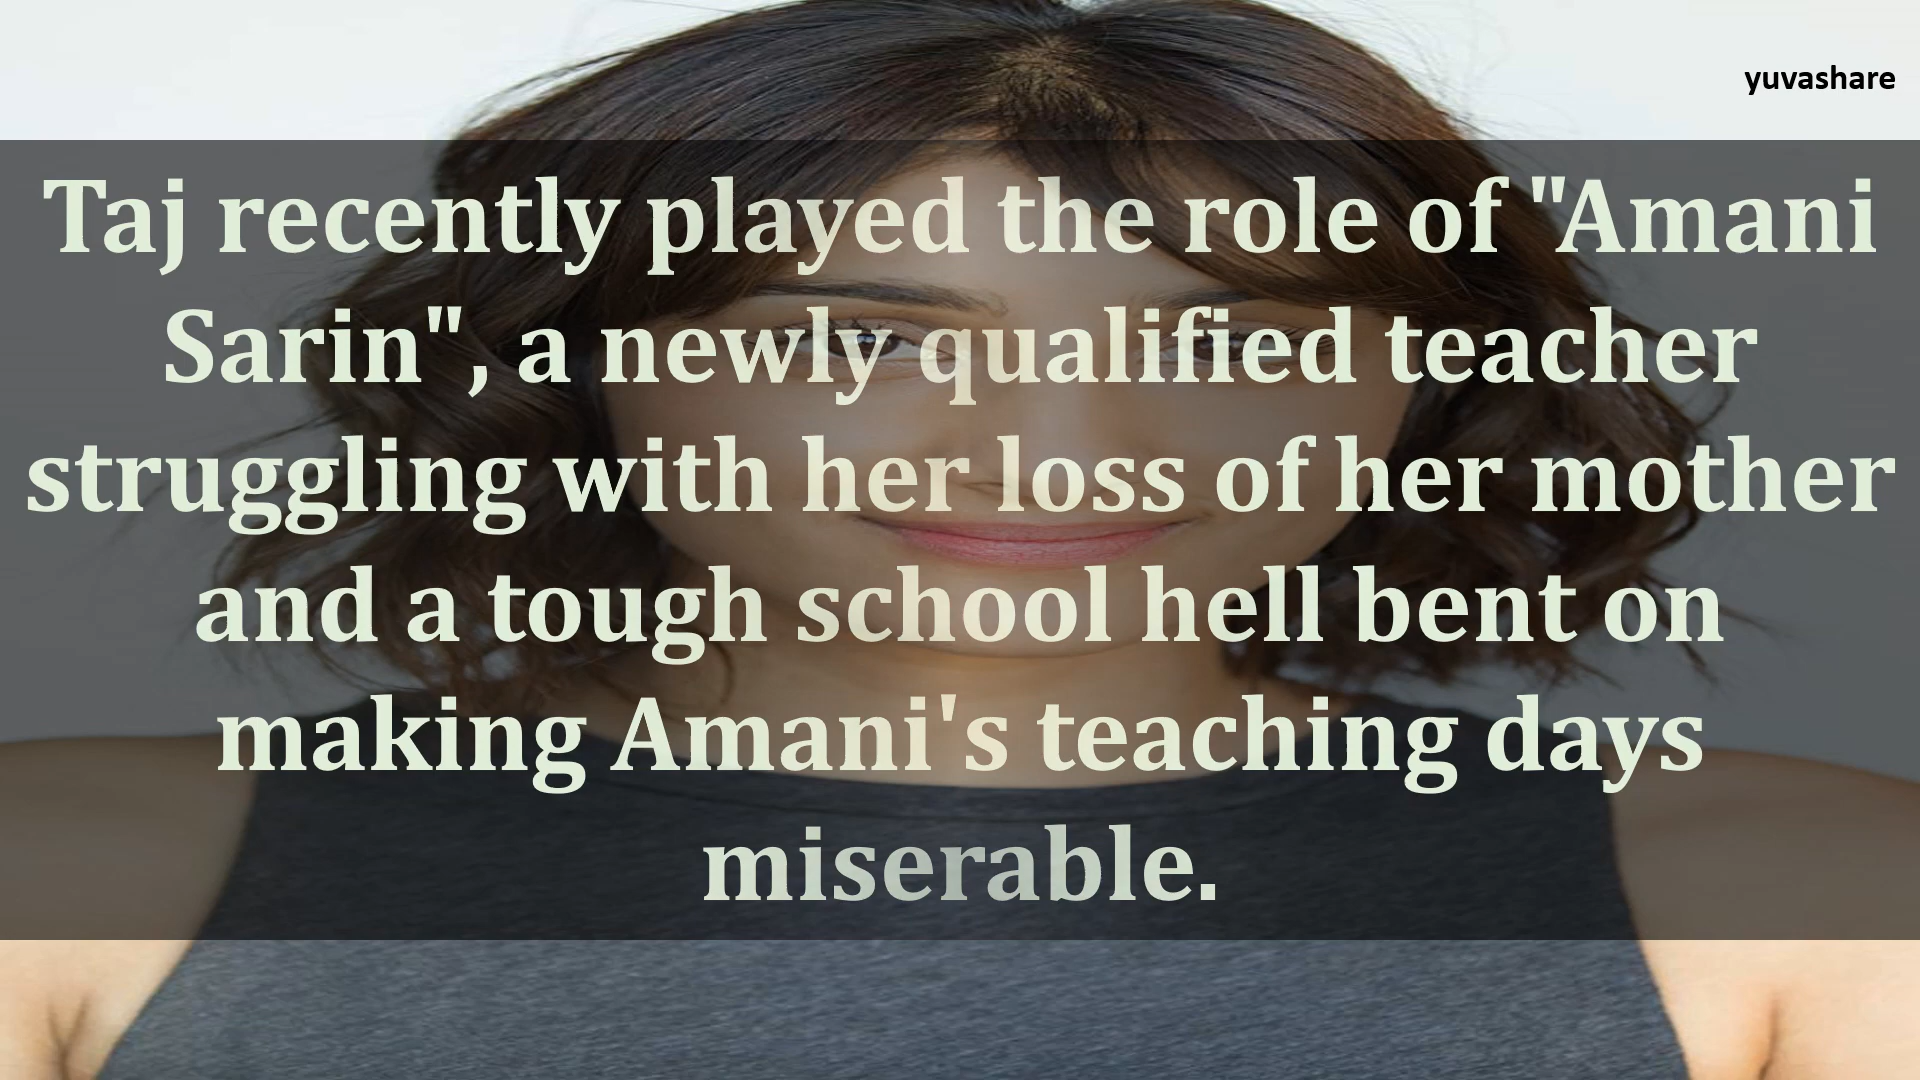 yuvashare
Taj recently played the role of "Amani
Sarin", a newly qualified teacher
struggling with her loss of her mother
and a tough school hell bent on
making Amani's teaching days
miserable.